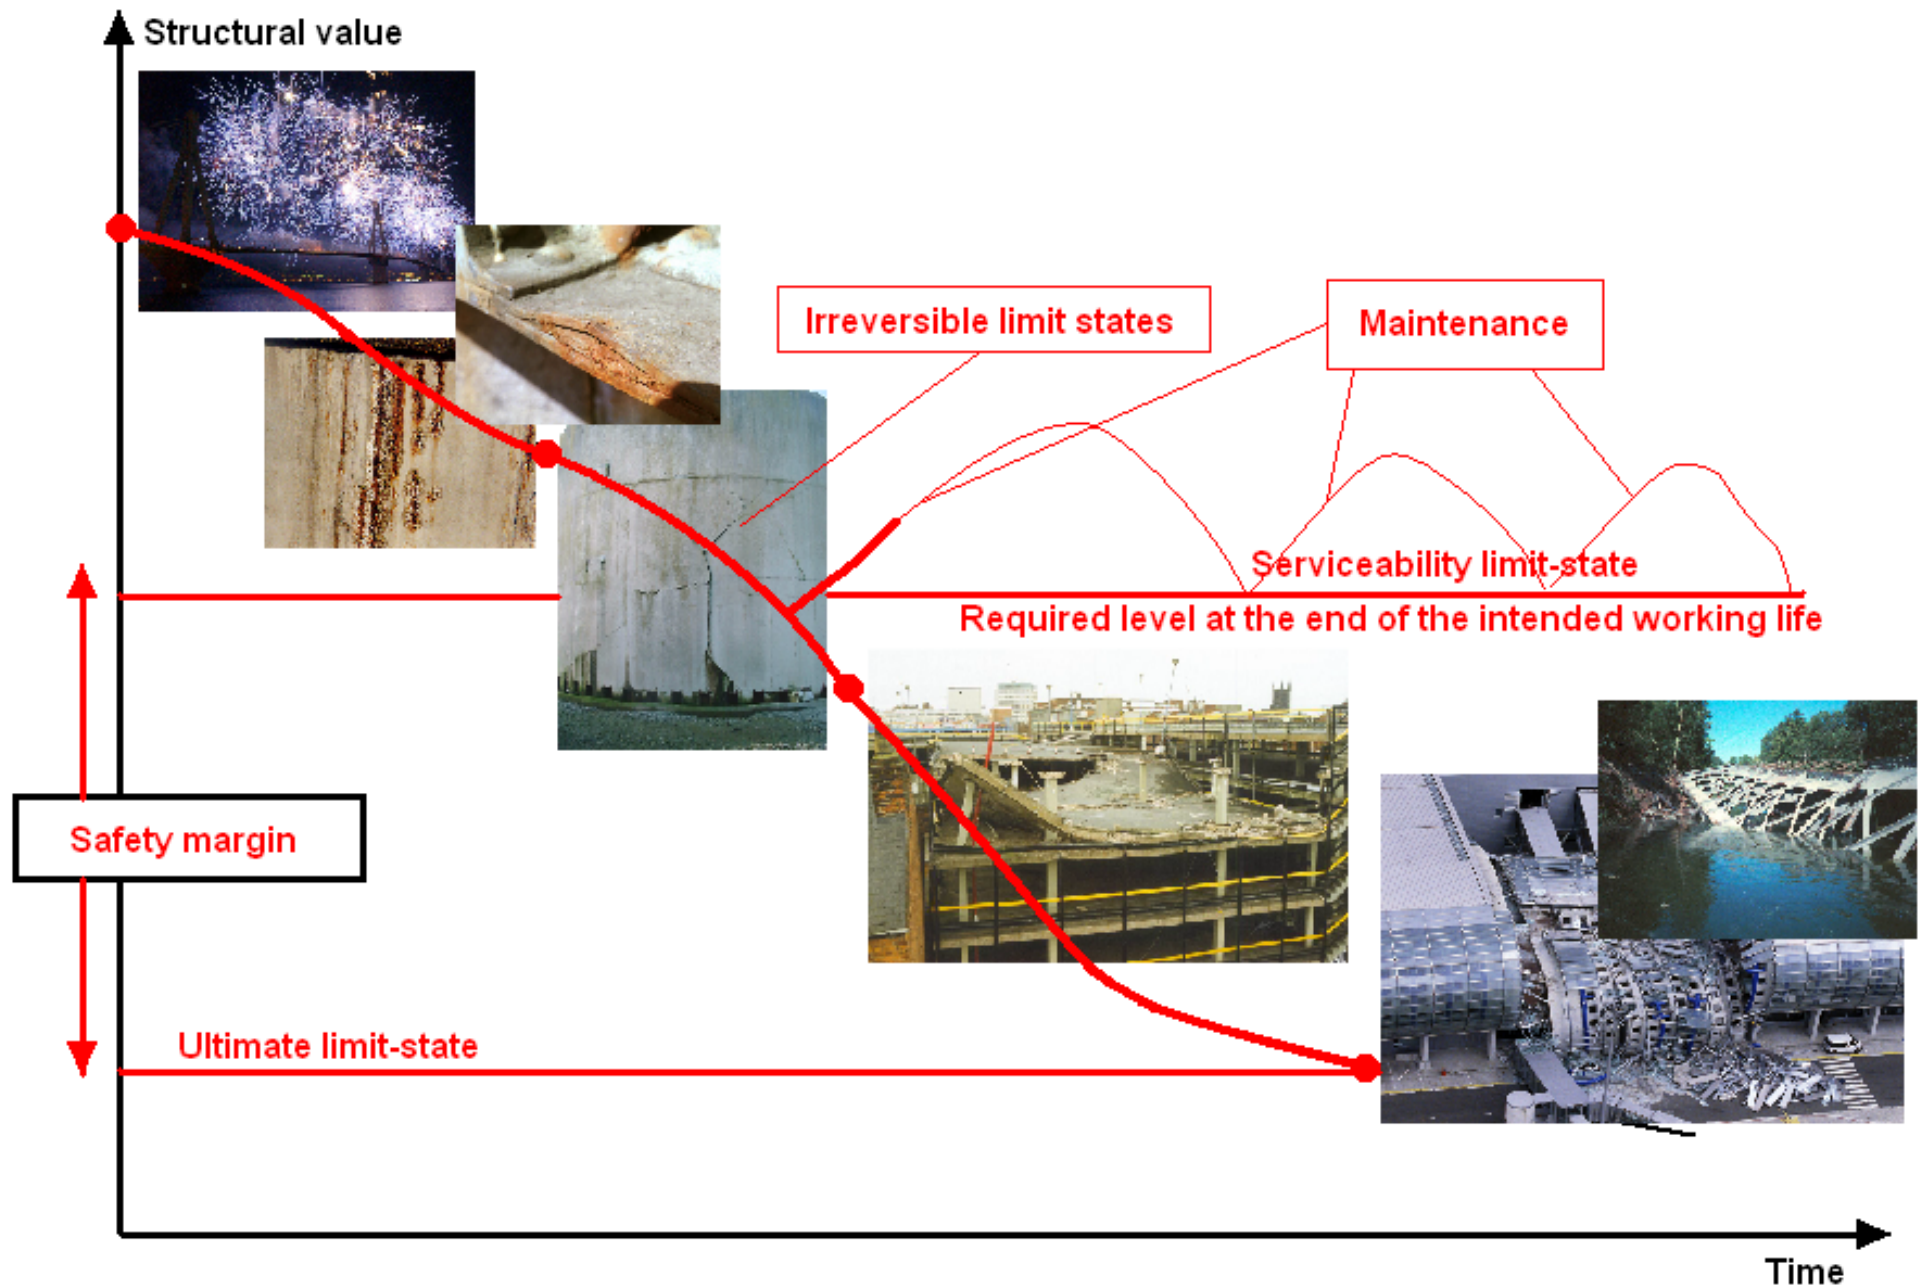 Structural value
Irreversible limit states
Maintenance
Serviceability limit-state
Required level at the end of the intended working life
Safety margin
Ultimate limit-state
Time